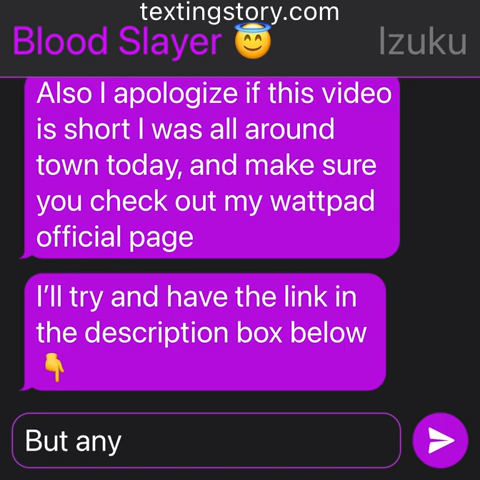 textingstory.com
Blood Slayer 😇 Izuku
Also I apologize if this video
is short I was all around
town today, and make sure
you check out my wattpad
official page
I’ll try and have the link in
the description box below
👇
But any